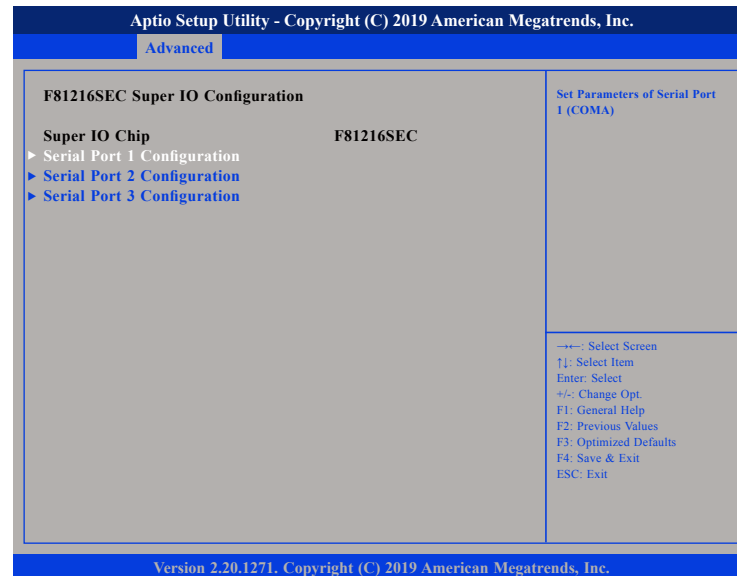 Aptio Setup Utility - Copyright (C) 2019 American Megatrends, Inc.
Advanced
F81216SEC Super IO Configuration
Super IO Chip F81216SEC
► Serial Port 1 Configuration
► Serial Port 2 Configuration
► Serial Port 3 Configuration
Set Parameters of Serial Port
1 (COMA)
→←: Select Screen
↑↓: Select Item
Enter: Select
+/-: Change Opt.
F1: General Help
F2: Previous Values
F3: Optimized Defaults
F4: Save & Exit
ESC: Exit
Version 2.20.1271. Copyright (C) 2019 American Megatrends, Inc.